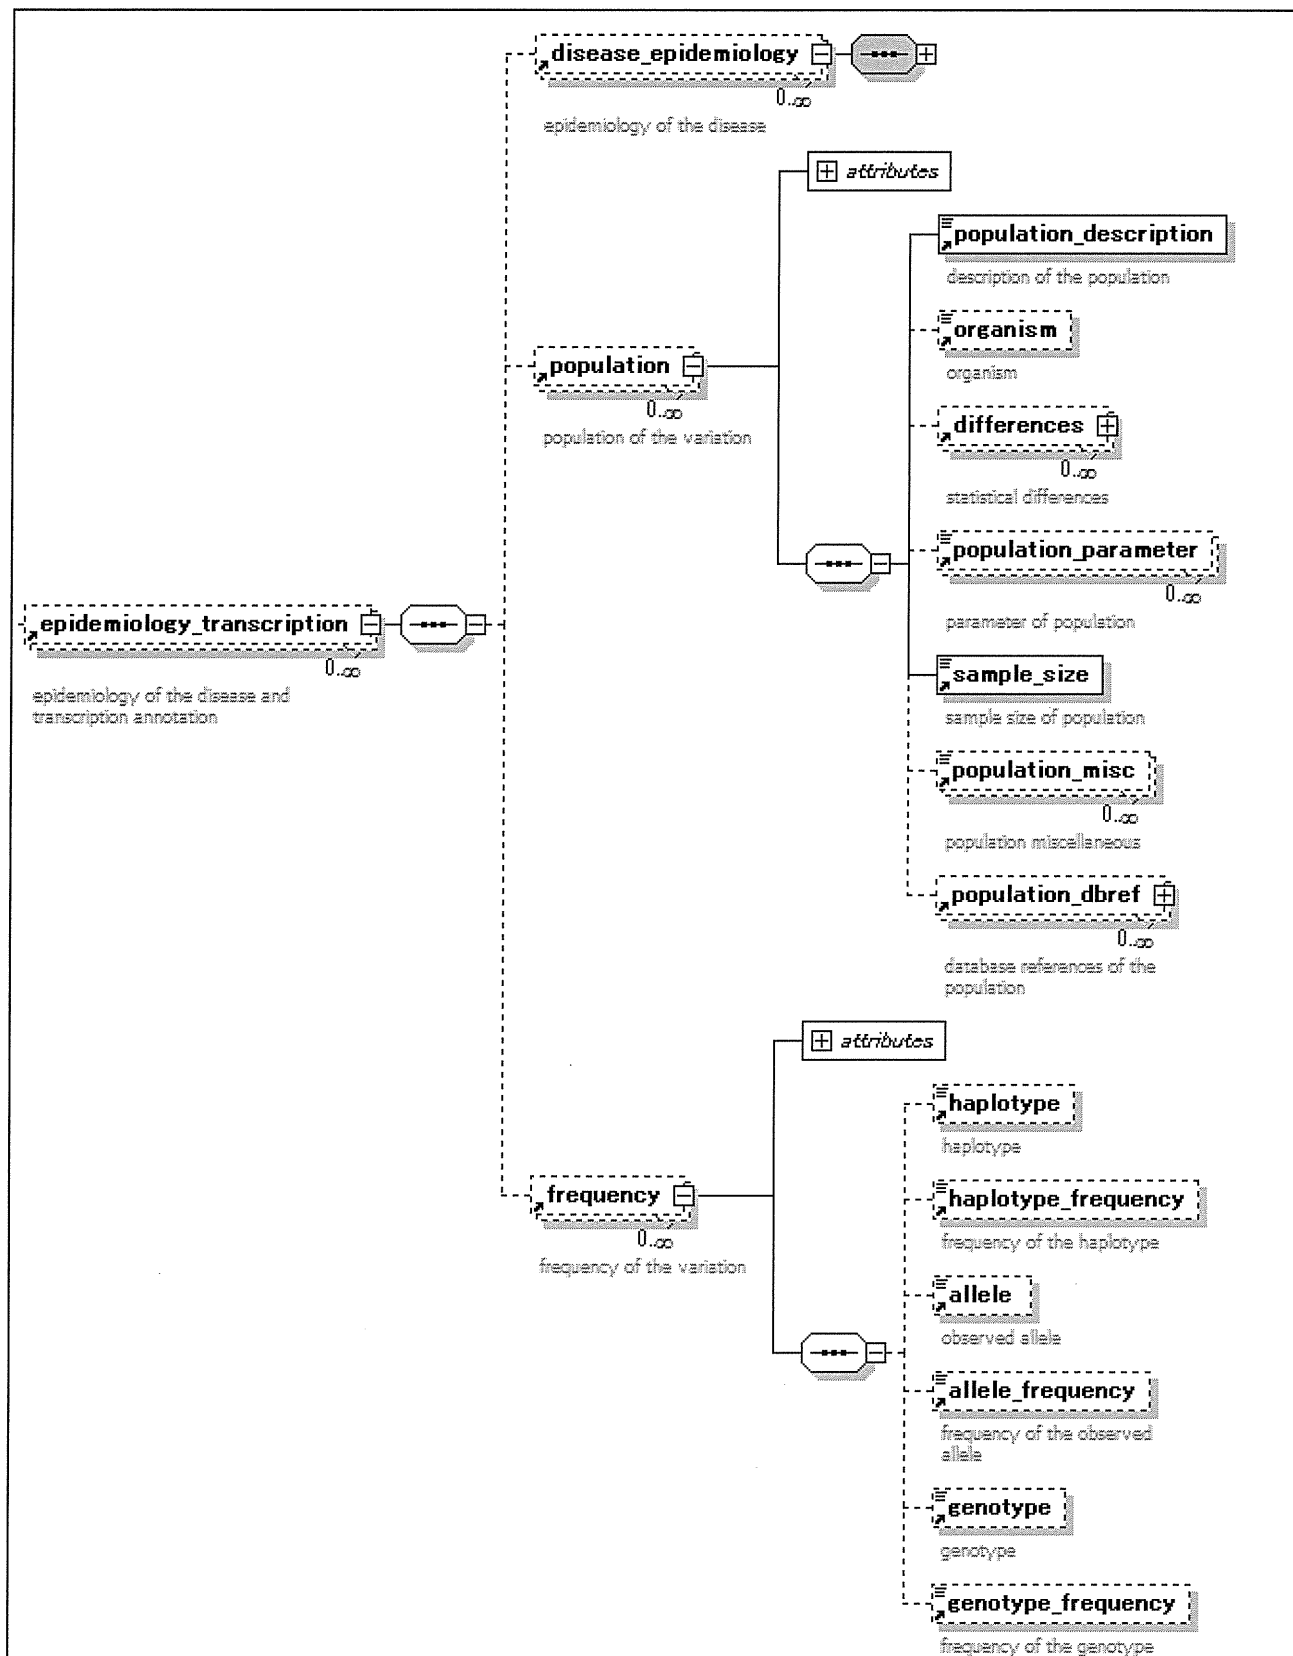 disease_epidemiology
0..∞
epidemiology of the disease
attributes
population_description
description of the population
organism
organism
population
0..∞
population of the variation
differences
0..∞
statistical differences
population_parameter
0..∞
parameter of population
epidemiology_transcription
0..∞
epidemiology of the disease and
transcription annotation
sample_size
sample size of population
population_misc
0..∞
population miscellaneous
population_dbref
0..∞
database references of the
population
attributes
haplotype
haplotype
frequency
0..∞
frequency of the variation
haplotype_frequency
frequency of the haplotype
allele
observed allele
allele_frequency
frequency of the observed
allele
genotype
genotype
genotype_frequency
frequency of the genotype